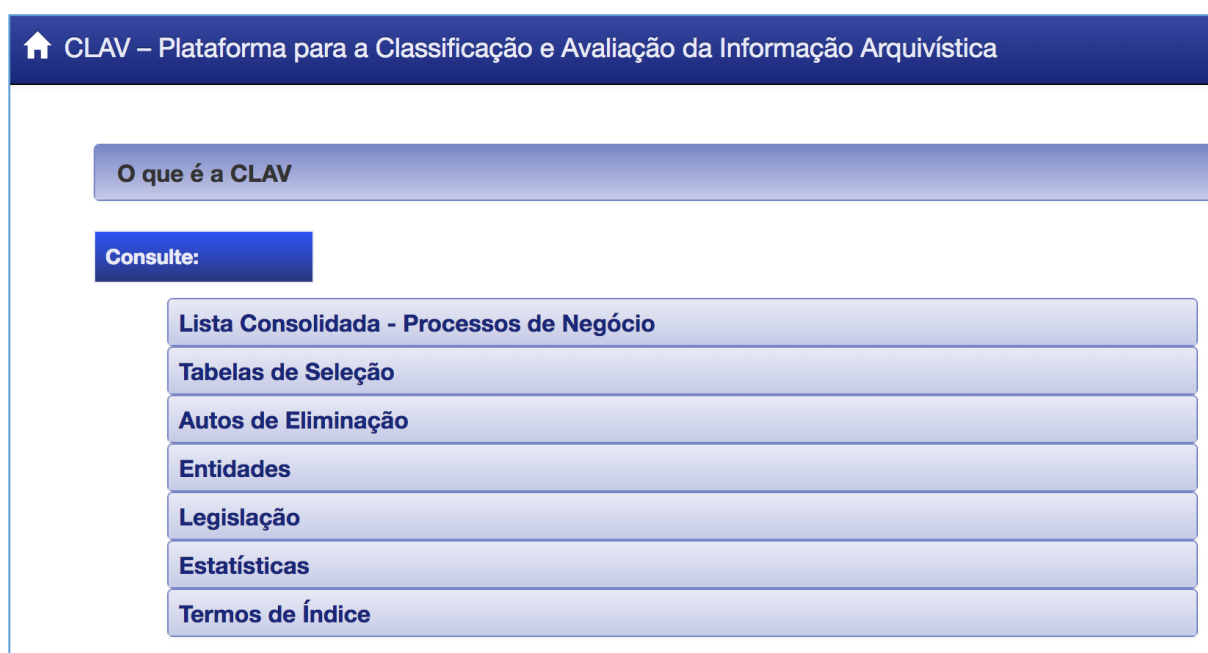 CLAV – Plataforma para a Classificação e Avaliação da Informação Arquivística
O que é a CLAV
Consulte:
Lista Consolidada - Processos de Negócio
Tabelas de Seleção
Autos de Eliminação
Entidades
Legislação
Estatísticas
Termos de Índice